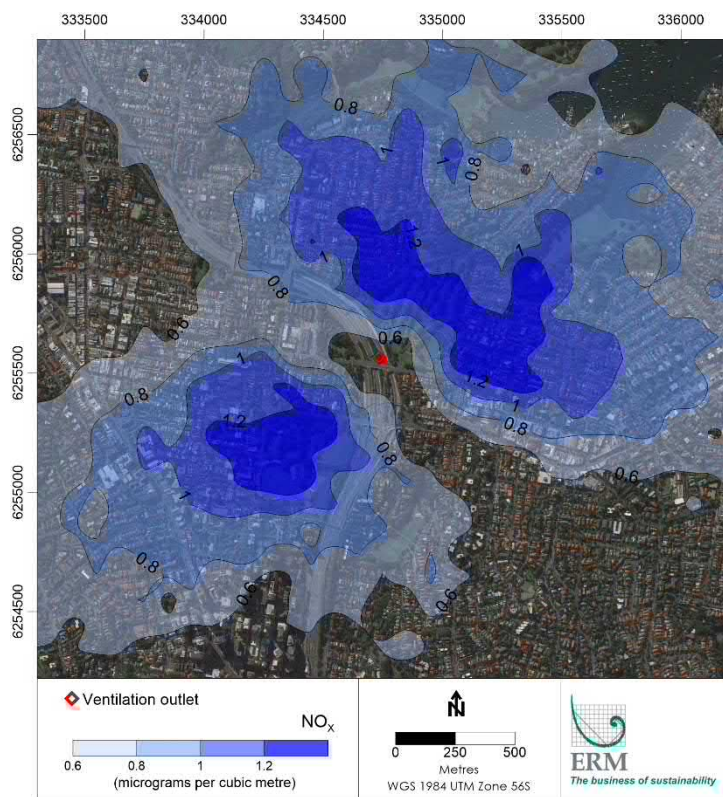 333500 334000 334500 335000 335500 336000
6256500
6256000
6255500
6255000
6254500
0.8
1
1
0.8
1.2
1
1
0.8
0.6
0.6
1
0.8
1.2
1
0.8
1.2
0.8
0.6
1
0.8
0.6
0.6
Ventilation outlet
NOX
0.6 0.8 1 1.2
(micrograms per cubic metre)
N
0 250 500
Metres
WGS 1984 UTM Zone 56S
ERM
The business of sustainability